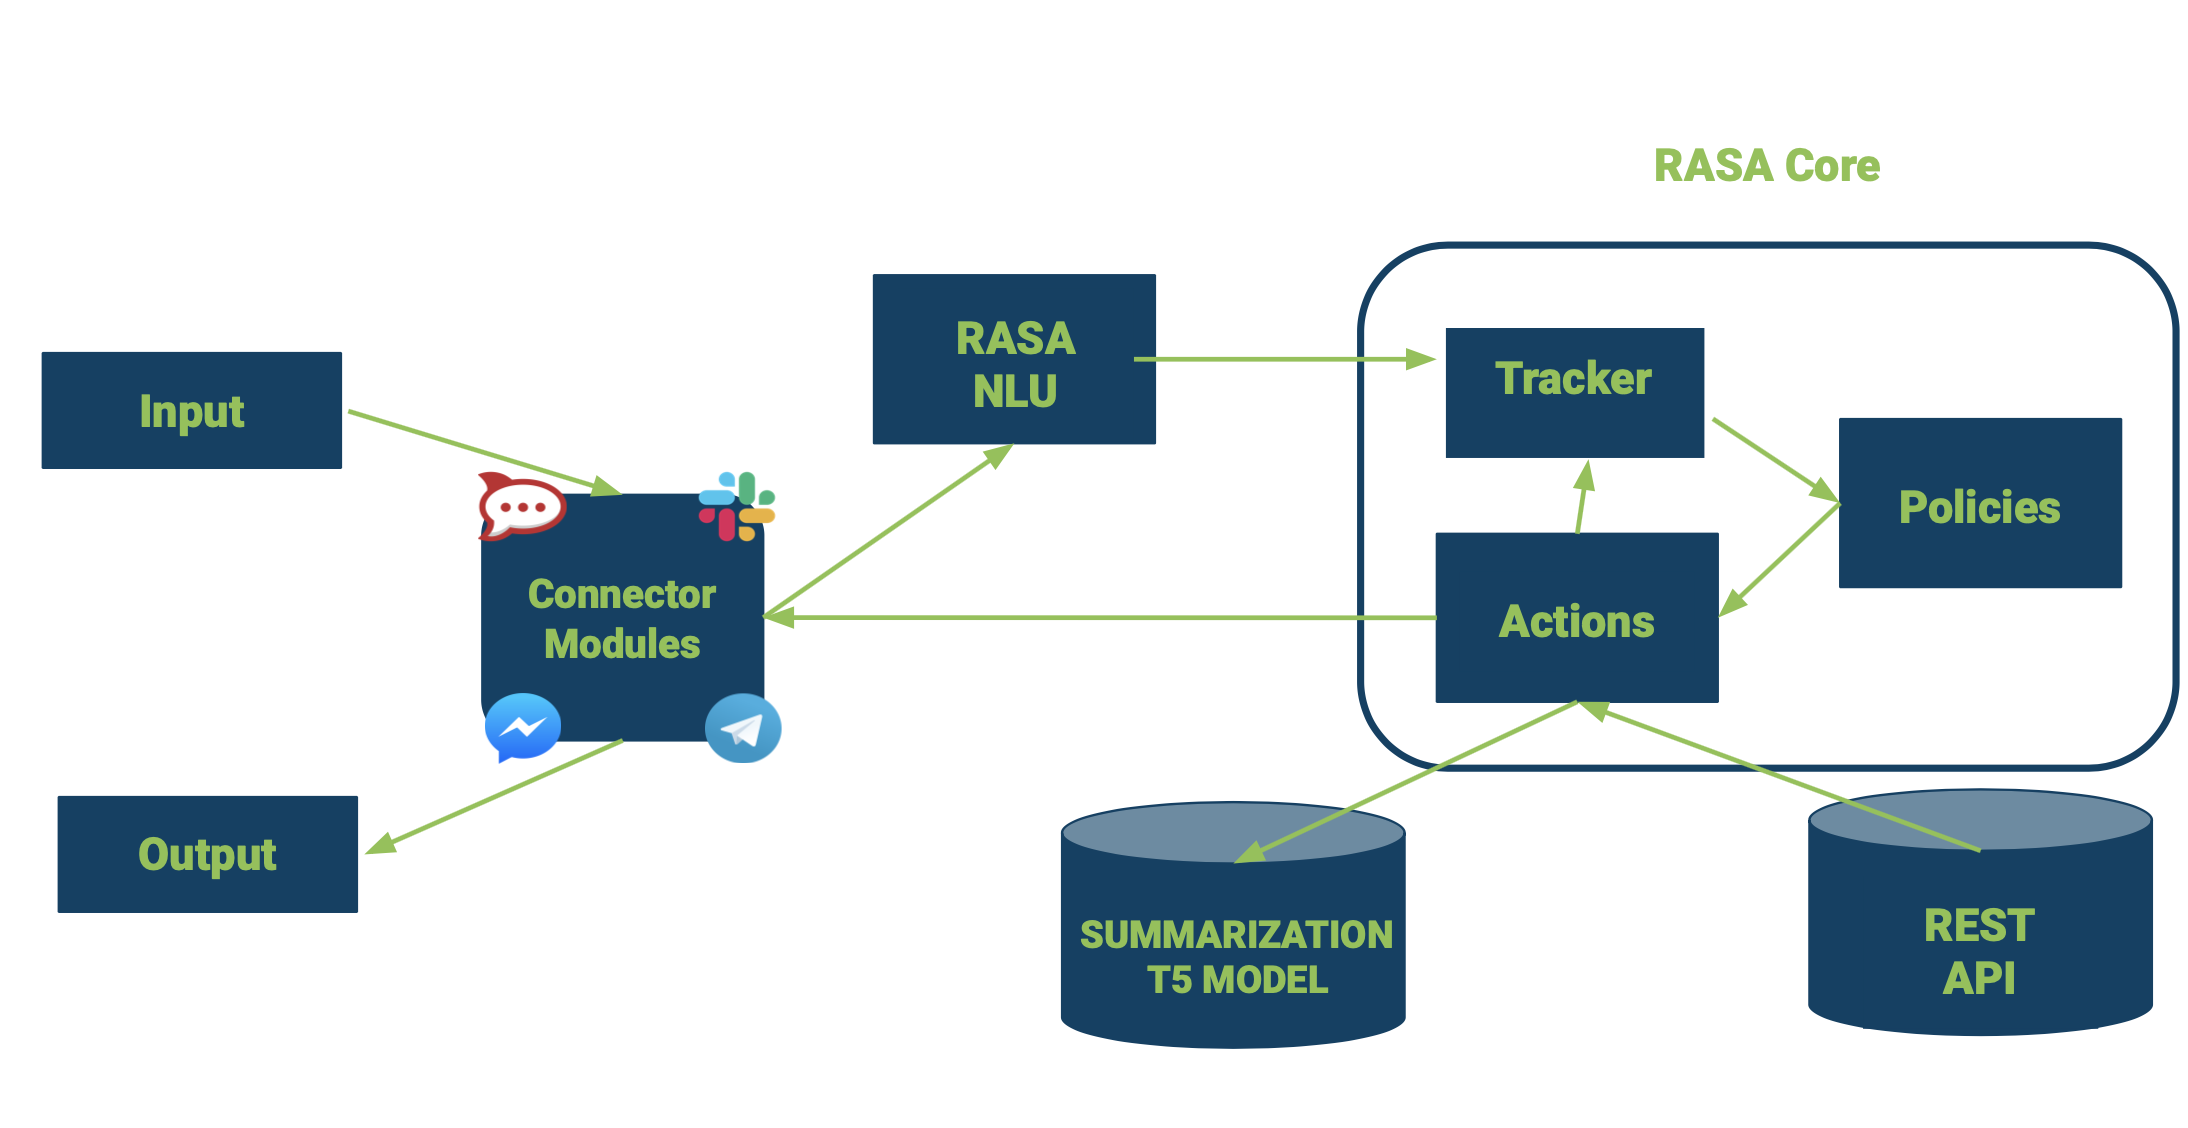 RASA Core
RASA
NLU
Tracker
Input
Policies
Connector
Modules
Actions
Output
SUMMARIZATION
T5 MODEL
REST
API